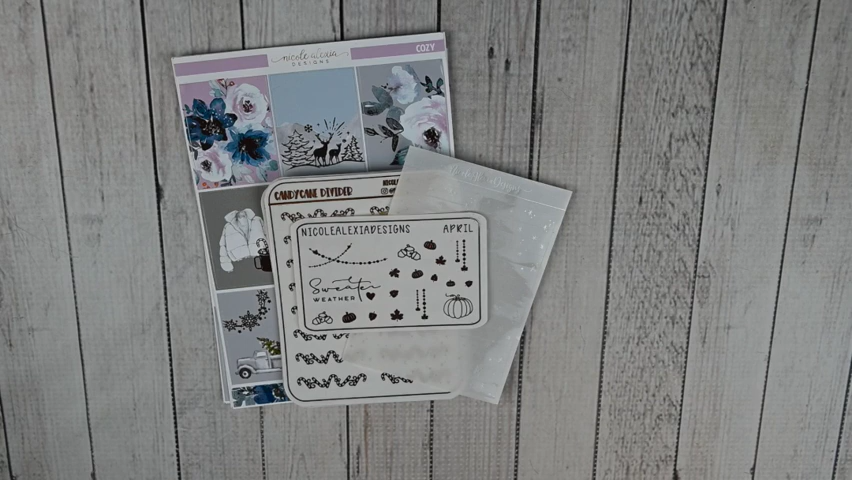 nicole alexia
DESIGNS
COZY
CANDYCANE DIVIDER
NICOLEALEXIADESIGNS
APRIL
Sweater
WEATHER